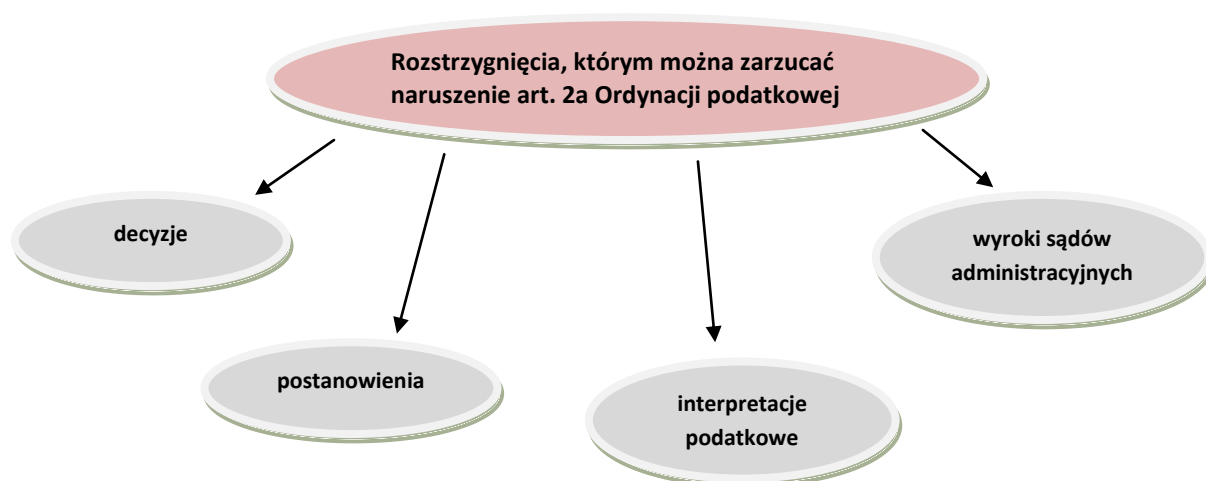 Rozstrzygnięcia, którym można zarzucać
naruszenie art. 2a Ordynacji podatkowej
decyzje
wyroki sądów
administracyjnych
postanowienia
interpretacje
podatkowe